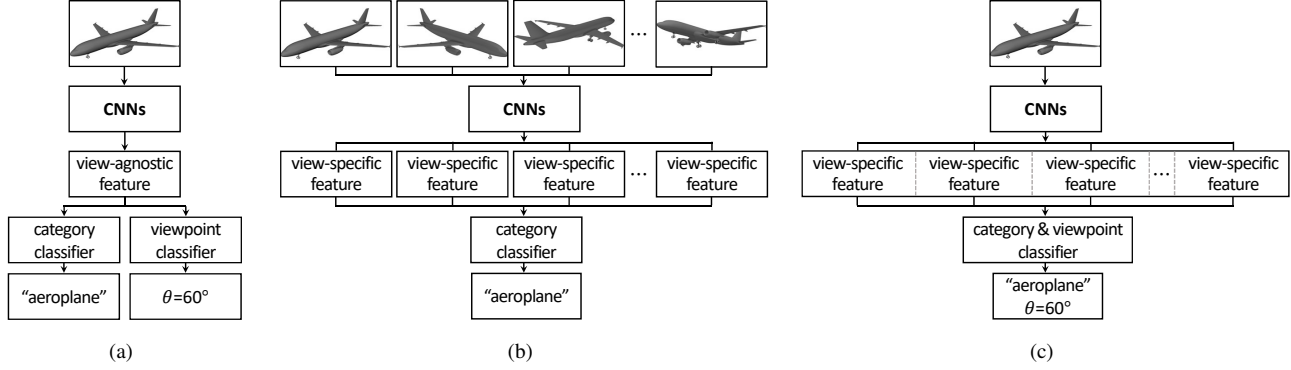 CNNs
view-agnostic
feature
category
classifier
viewpoint
classifier
“aeroplane”
θ=60°
(a)
...
CNNs
view-specific
feature
view-specific
feature
view-specific
feature
...
view-specific
feature
category
classifier
“aeroplane”
(b)
CNNs
view-specific
feature
view-specific
feature
view-specific
feature
...
view-specific
feature
category & viewpoint
classifier
“aeroplane”
θ=60°
(c)